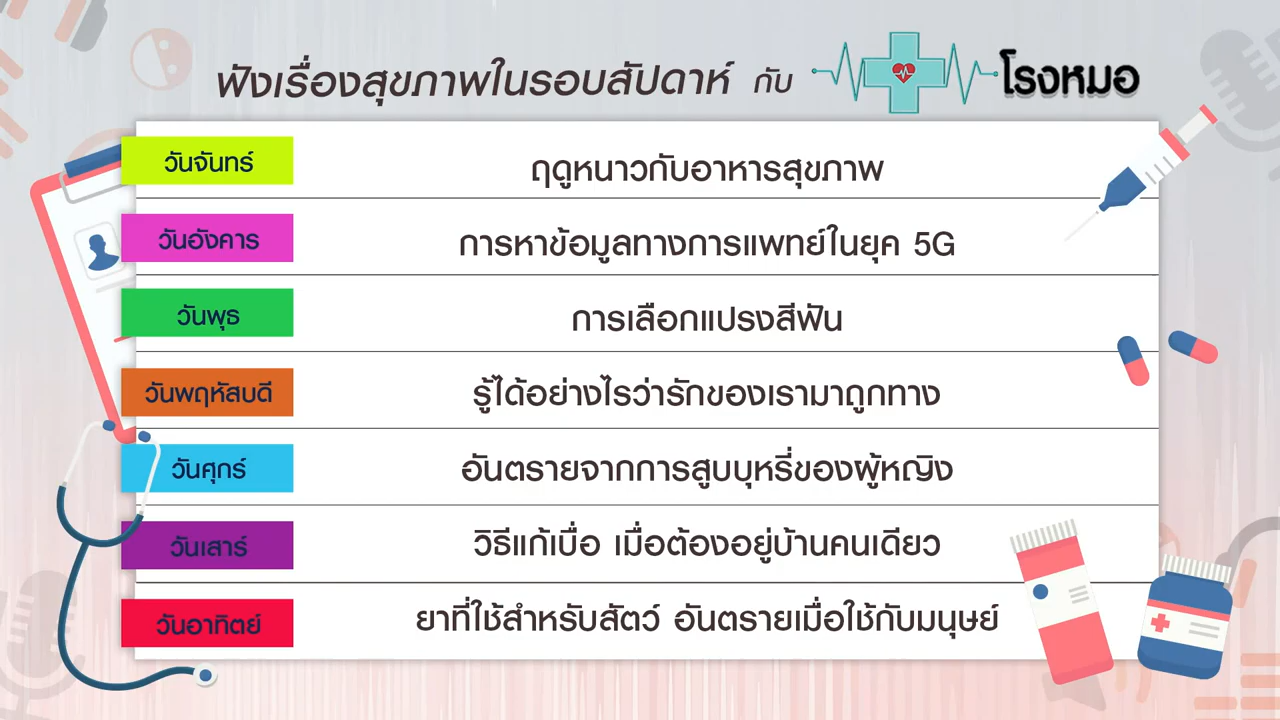 ฟังเรื่องสุขภาพในรอบสัปดาห์ กับ โรงหมอ
วันจันทร์ ฤดูหนาวกับอาหารสุขภาพ
วันอังคาร การหาข้อมูลทางการแพทย์ในยุค 5G
วันพุธ การเลือกแปรงสีฟัน
วันพฤหัสบดี รู้ได้อย่างไรว่ารักของเรามาถูกทาง
วันศุกร์ อันตรายจากการสูบบุหรี่ของผู้หญิง
วันเสาร์ วิธีแก้เบื่อ เมื่อต้องอยู่บ้านคนเดียว
วันอาทิตย์ ยาที่ใช้สำหรับสัตว์ อันตรายเมื่อใช้กับมนุษย์